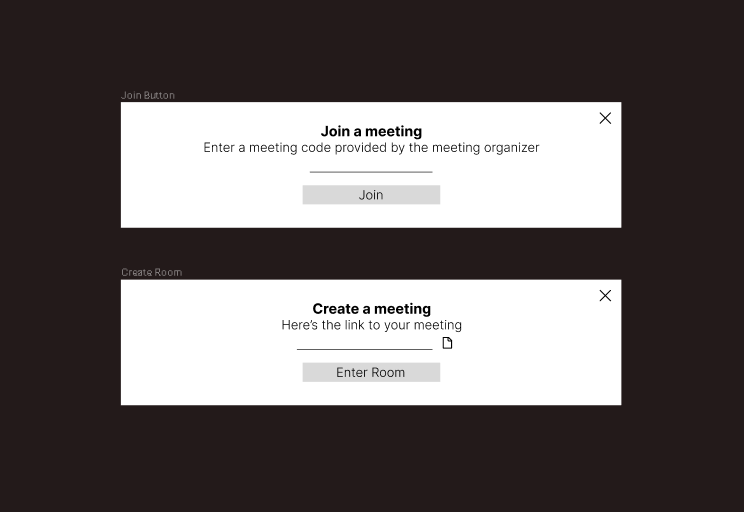 Join Button
Join a meeting
Enter a meeting code provided by the meeting organizer
Join
Create Room
Create a meeting
Here's the link to your meeting
Enter Room